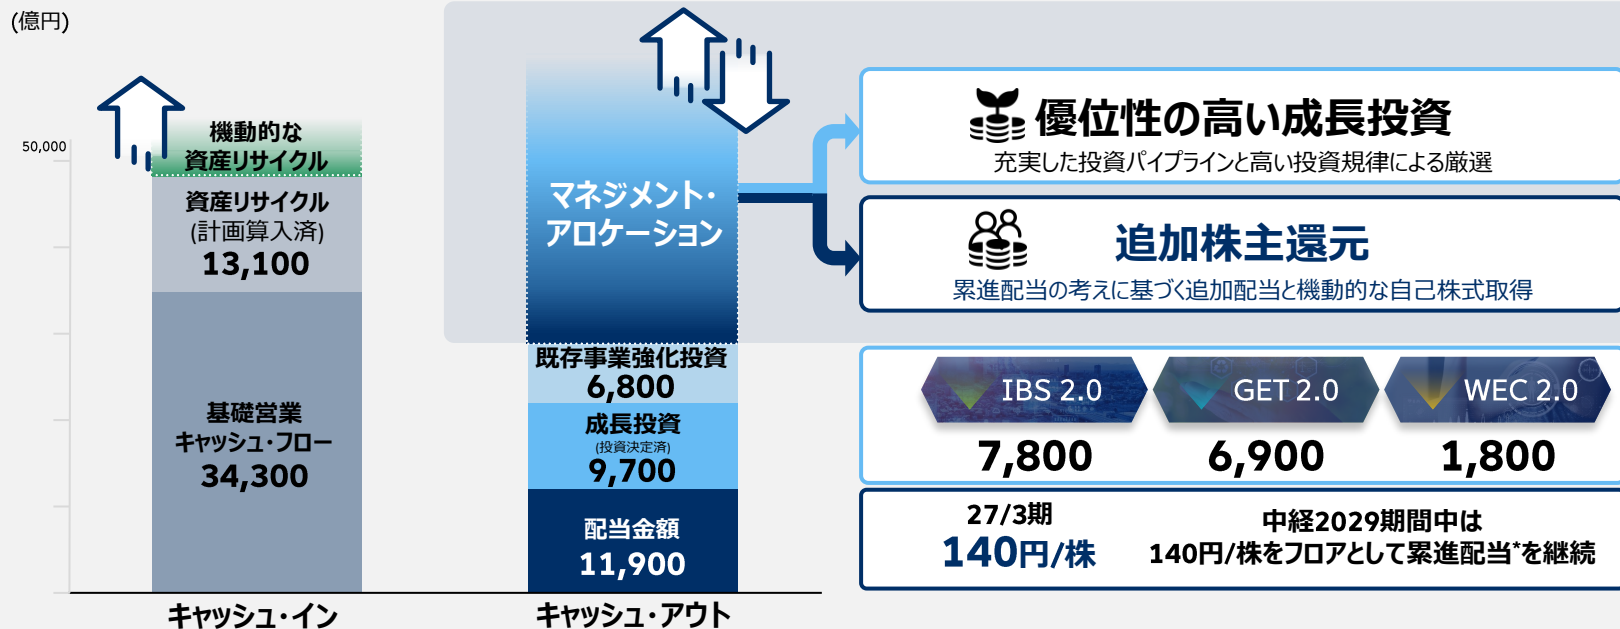 (億円)
50,000
機動的な
資産リサイクル
資産リサイクル
(計画算入済)
13,100
基礎営業
キャッシュ・フロー
34,300
キャッシュ・イン
マネジメント・
アロケーション
既存事業強化投資
6,800
成長投資
(投資決定済)
9,700
配当金額
11,900
キャッシュ・アウト
優位性の高い成長投資
充実した投資パイプラインと高い投資規律による厳選
追加株主還元
累進配当の考えに基づく追加配当と機動的な自己株式取得
IBS 2.0
GET 2.0
WEC 2.0
7,800
6,900
1,800
27/3期
140円/株
中経2029期間中は
140円/株をフロアとして累進配当*を継続